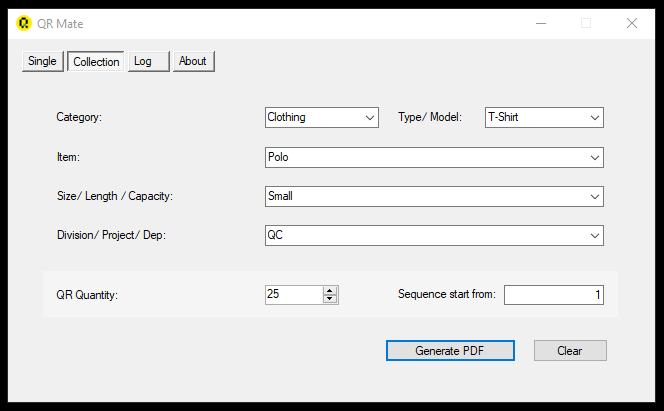 QR Mate
Single Collection Log About
Category: Clothing Type/ Model: T-Shirt
Item: Polo
Size/ Length / Capacity: Small
Division/ Project/ Dep: QC
QR Quantity: 25 Sequence start from: 1
Generate PDF Clear